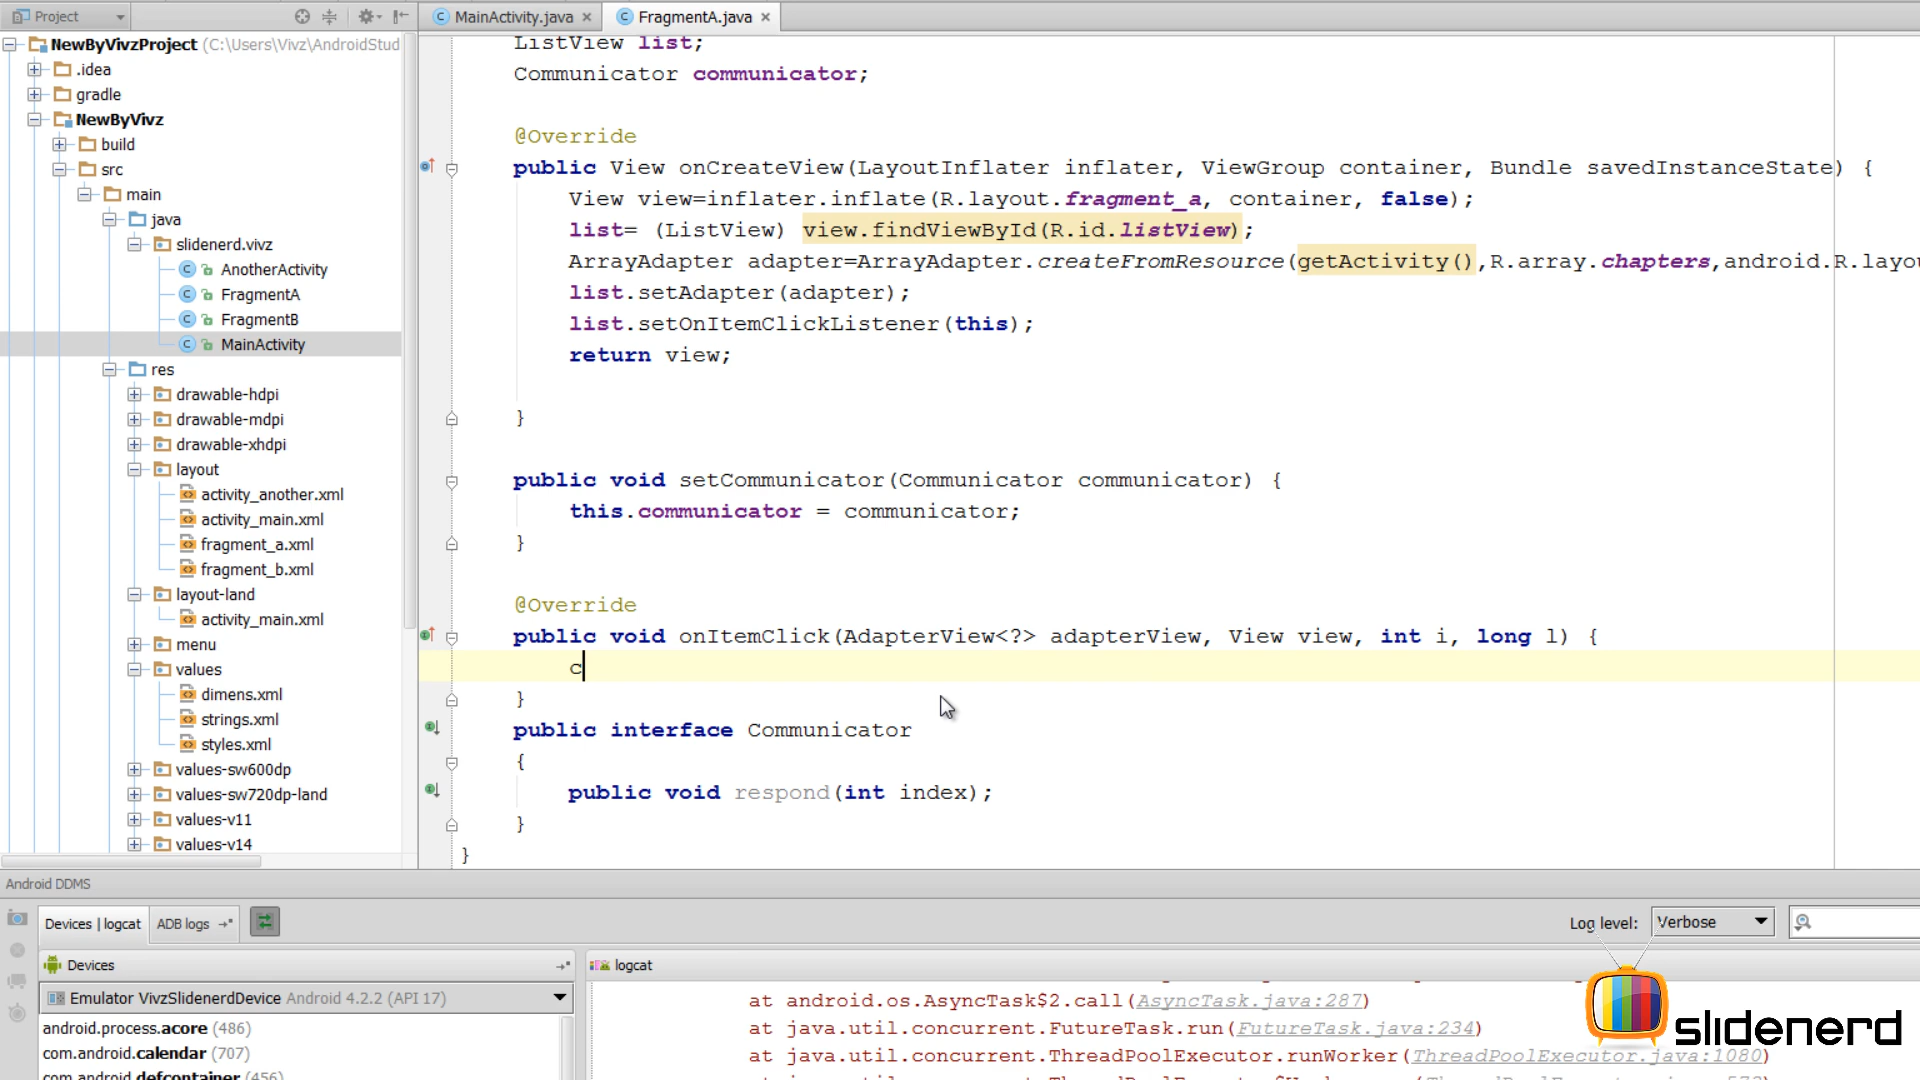 Project
MainActivity.java
FragmentA.java
NewByVivzProject (C:\Users\Vivz\AndroidStud
.idea
gradle
NewByVivz
build
src
main
java
slidenerd.vivz
AnotherActivity
FragmentA
FragmentB
MainActivity
res
drawable-hdpi
drawable-mdpi
drawable-xhdpi
layout
activity_another.xml
activity_main.xml
fragment_a.xml
fragment_b.xml
layout-land
activity_main.xml
menu
values
dimens.xml
strings.xml
styles.xml
values-sw600dp
values-sw720dp-land
values-v11
values-v14
ListView list;
Communicator communicator;
@Override
public View onCreateView(LayoutInflater inflater, ViewGroup container, Bundle savedInstanceState) {
View view=inflater.inflate(R.layout.fragment_a, container, false);
list= (ListView) view.findViewById(R.id.listView);
ArrayAdapter adapter=ArrayAdapter.createFromResource(getActivity(),R.array.chapters,android.R.layou
list.setAdapter(adapter);
list.setOnItemClickListener(this);
return view;
}
public void setCommunicator(Communicator communicator) {
this.communicator = communicator;
}
@Override
public void onItemClick(AdapterView<?> adapterView, View view, int i, long l) {
c
}
public interface Communicator
{
public void respond(int index);
}
}
Android DDMS
Devices | logcat
ADB logs
Log level:
Verbose
Devices
logcat
Emulator VivzSlidenerdDevice Android 4.2.2 (API 17)
android.process.acore (486)
com.android.calendar (707)
com.android.defcontainer (456)
at android.os.AsyncTask$2.call(AsyncTask.java:287)
at java.util.concurrent.FutureTask.run(FutureTask.java:234)
at java.util.concurrent.ThreadPoolExecutor.runWorker(ThreadPoolExecutor.java:1080)
slidenerd